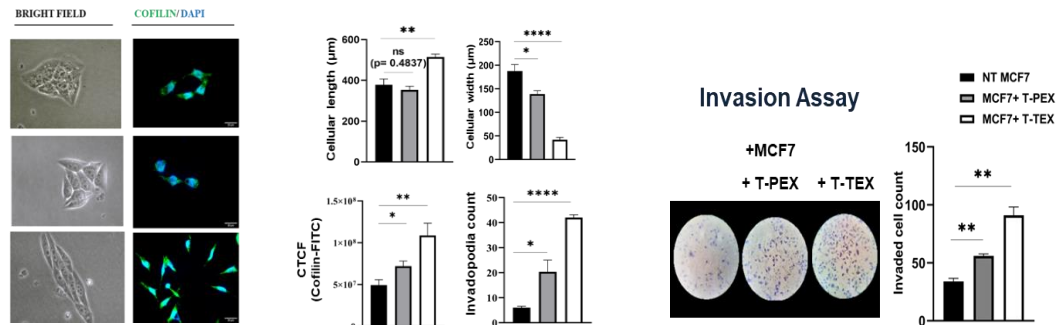 BRIGHT FIELD
COFILIN/DAPI
**
ns
(p= 0.4837)
Cellular length (µm)
600
400
200
0
****
*
Cellular width (µm)
250
200
150
100
50
0
**
*
CTCF
(Cofilin-FITC)
1.5×10⁸
1×10⁸
5×10⁷
****
*
Invadopodia count
50
40
30
20
10
0
Invasion Assay
+MCF7
+ T-PEX + T-TEX
NT MCF7
MCF7+ T-PEX
MCF7+ T-TEX
**
**
Invaded cell count
150
100
50
0